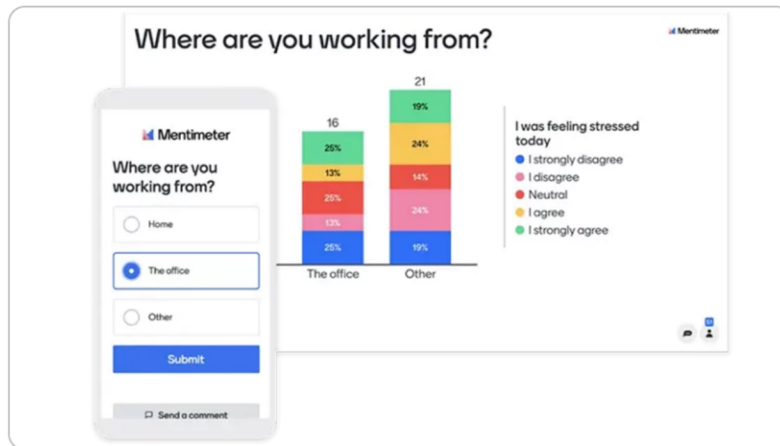 Where are you working from?
Mentimeter
21
19%
24%
14%
24%
19%
Other
16
25%
13%
25%
13%
25%
The office
I was feeling stressed
today
I strongly disagree
I disagree
Neutral
I agree
I strongly agree
Mentimeter
Where are you
working from?
Home
The office
Other
Submit
Send a comment